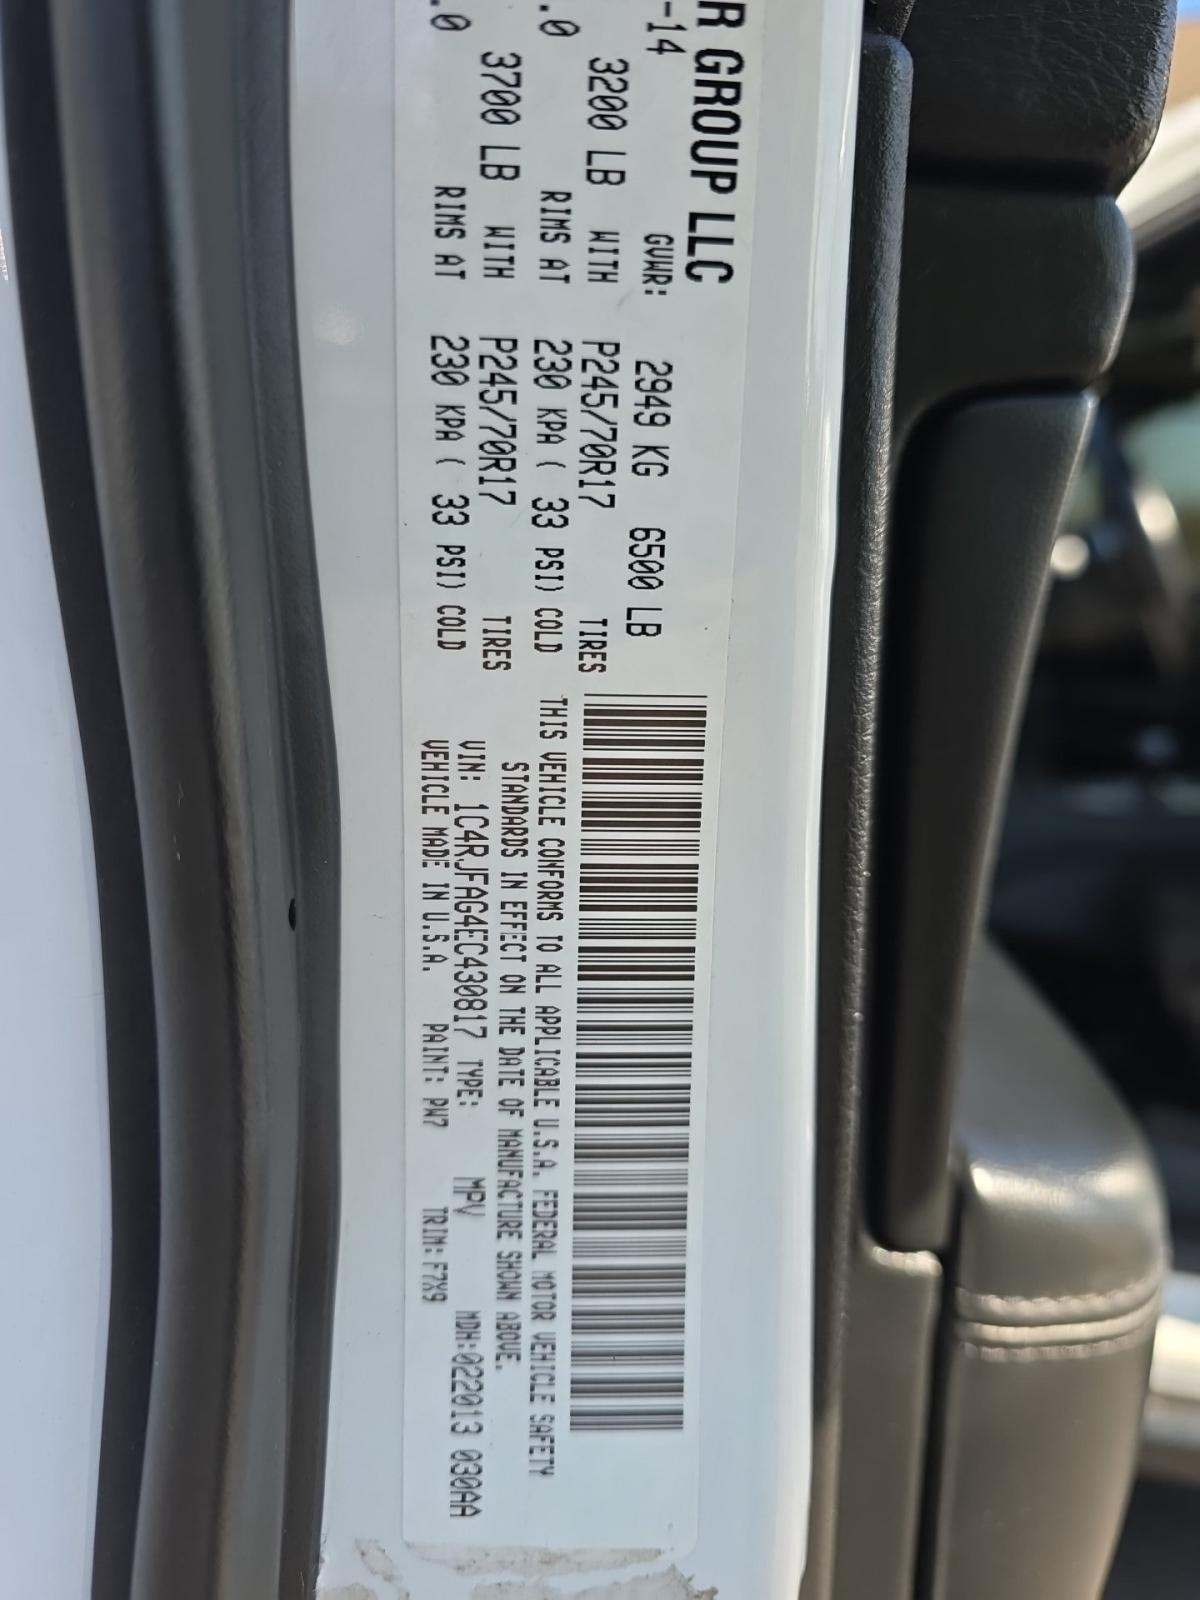 R GROUP LLC
-14 GVWR: 2949 KG 6500 LB
3200 LB WITH P245/70R17 TIRES
.0 RIMS AT 230 KPA ( 33 PSI) COLD
3700 LB WITH P245/70R17 TIRES
.0 RIMS AT 230 KPA ( 33 PSI) COLD
THIS VEHICLE CONFORMS TO ALL APPLICABLE U.S.A. FEDERAL MOTOR VEHICLE SAFETY
STANDARDS IN EFFECT ON THE DATE OF MANUFACTURE SHOWN ABOVE.
VIN: 1C4RJFAG4EC430817 TYPE: MPV MDH:022013 030AA
VEHICLE MADE IN U.S.A. PAINT: PW7 TRIM: F7X9